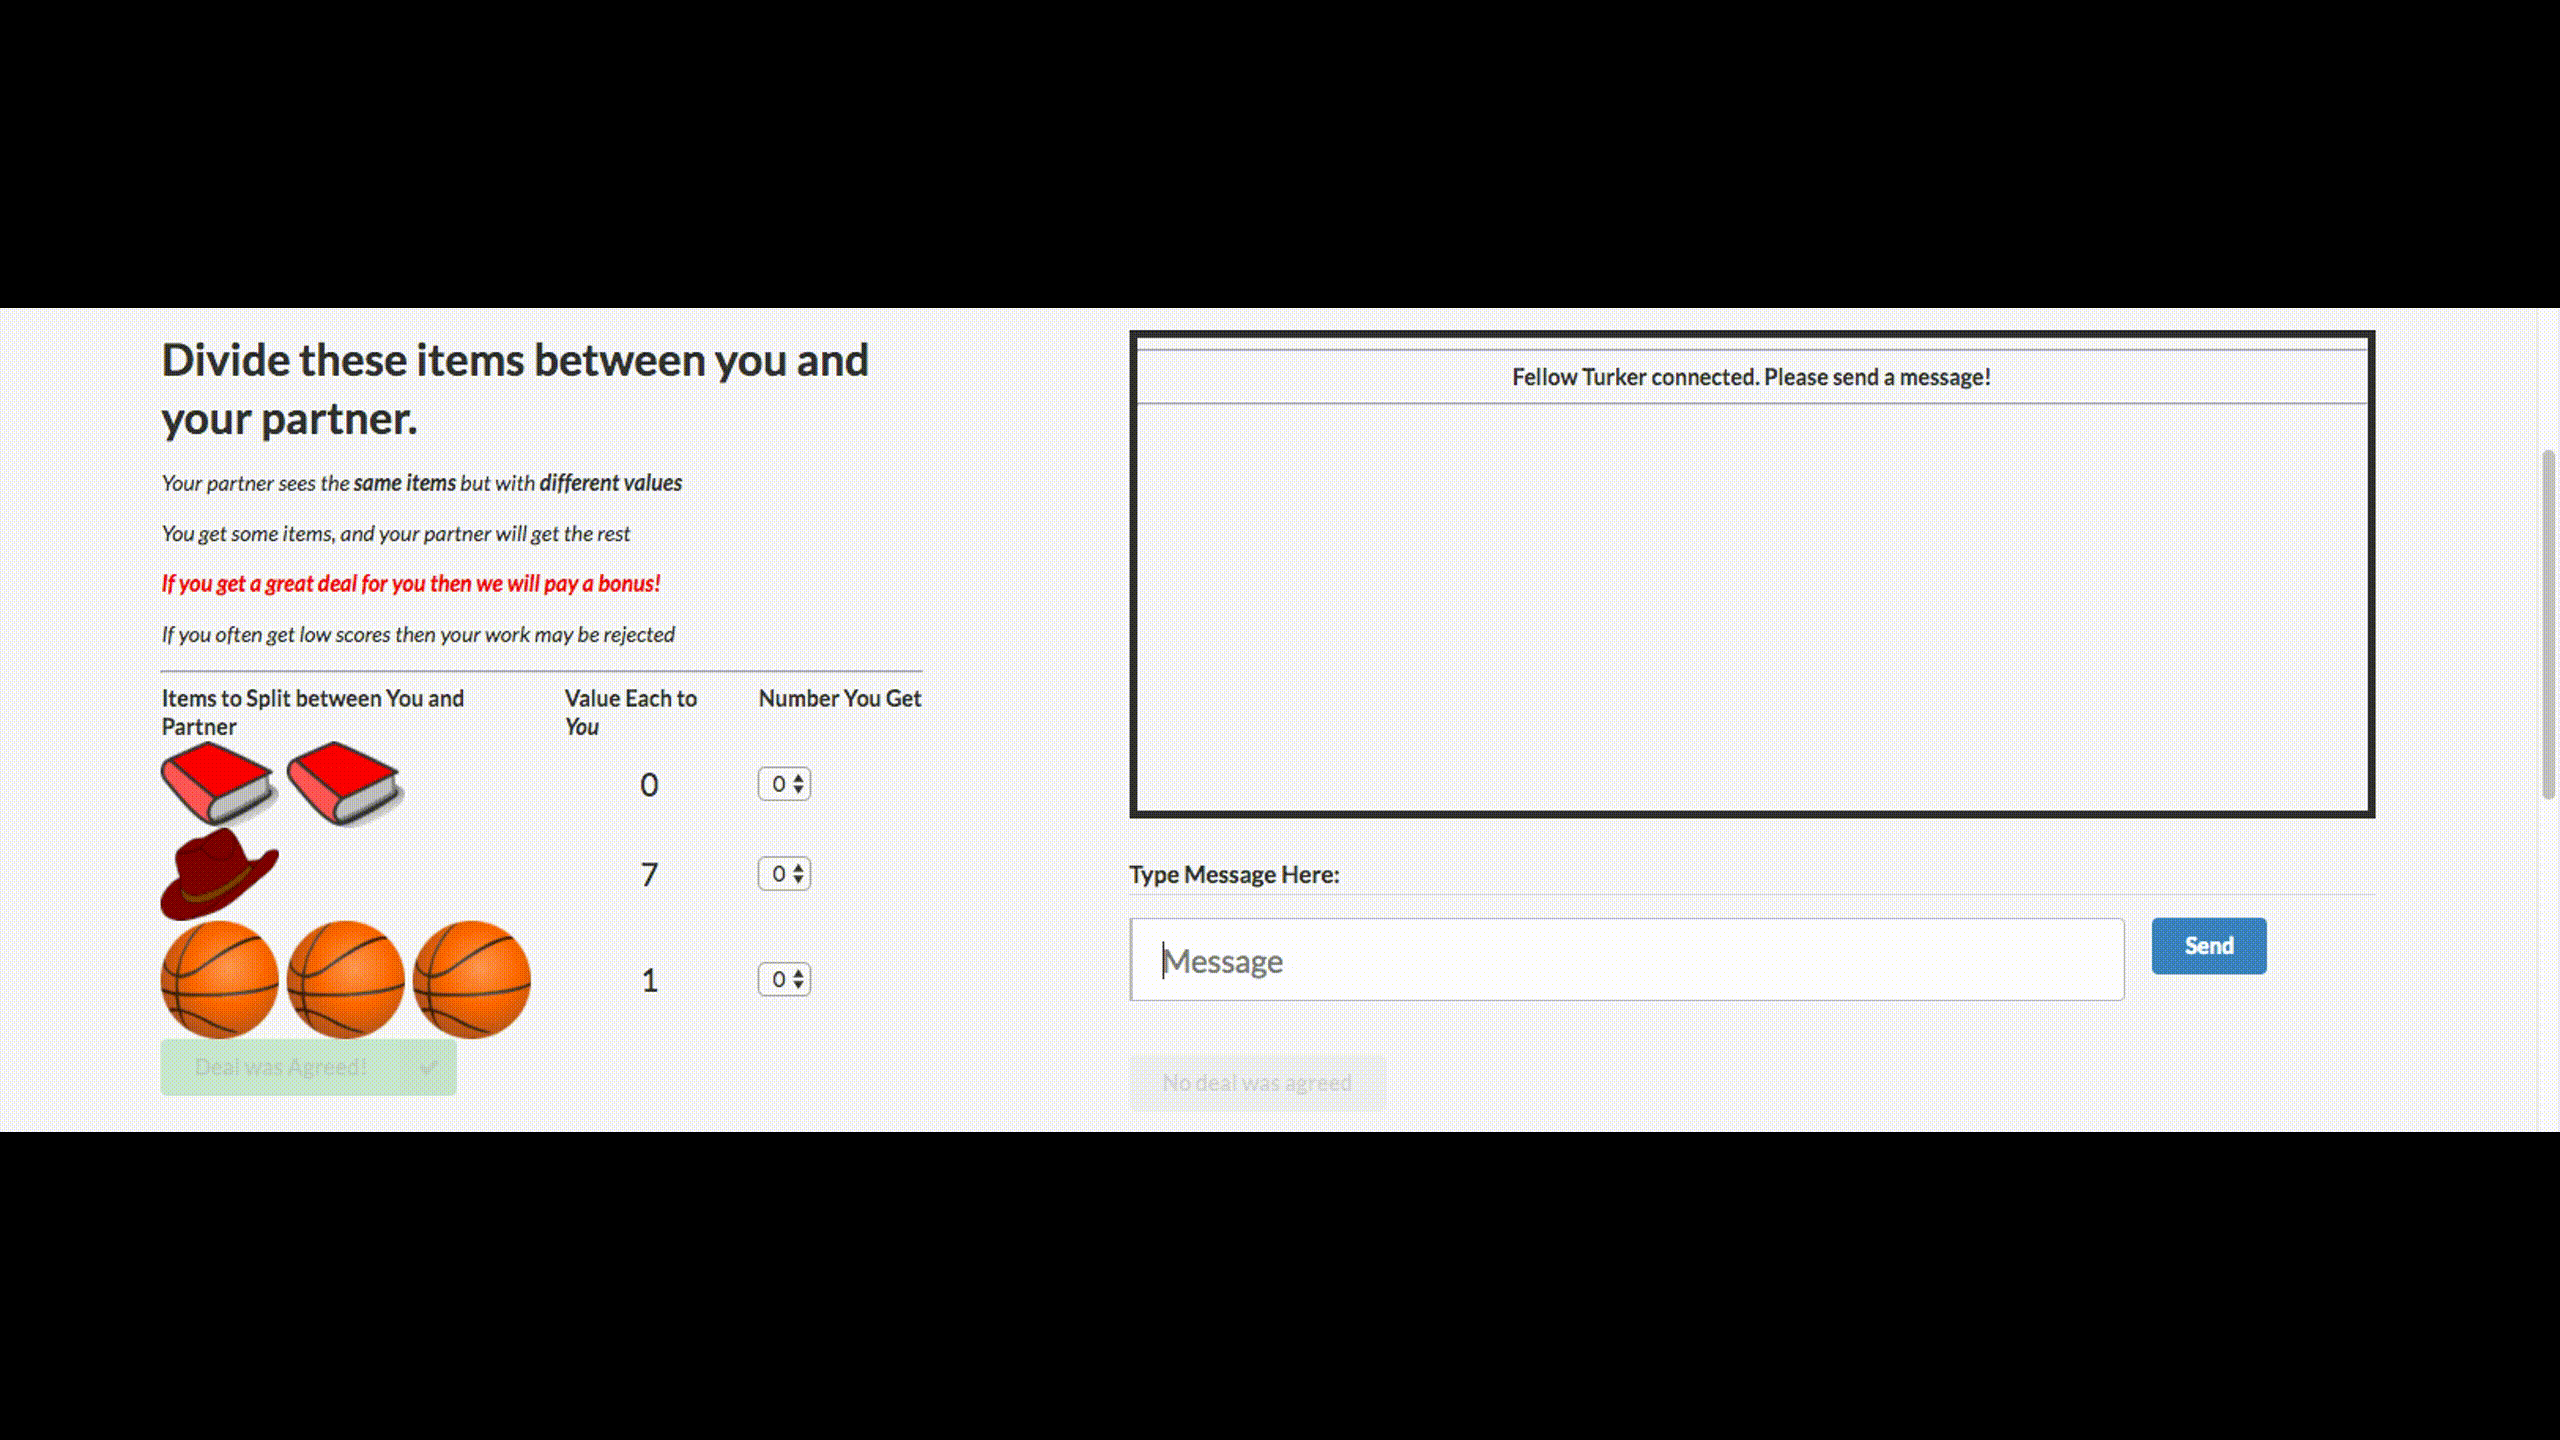 Divide these items between you and
your partner.
Your partner sees the same items but with different values
You get some items, and your partner will get the rest
If you get a great deal for you then we will pay a bonus!
If you often get low scores then your work may be rejected
Items to Split between You and
Partner
Value Each to
You
Number You Get
0
0
7
0
1
0
Deal was Agreed!
Fellow Turker connected. Please send a message!
Type Message Here:
Message
Send
No deal was agreed